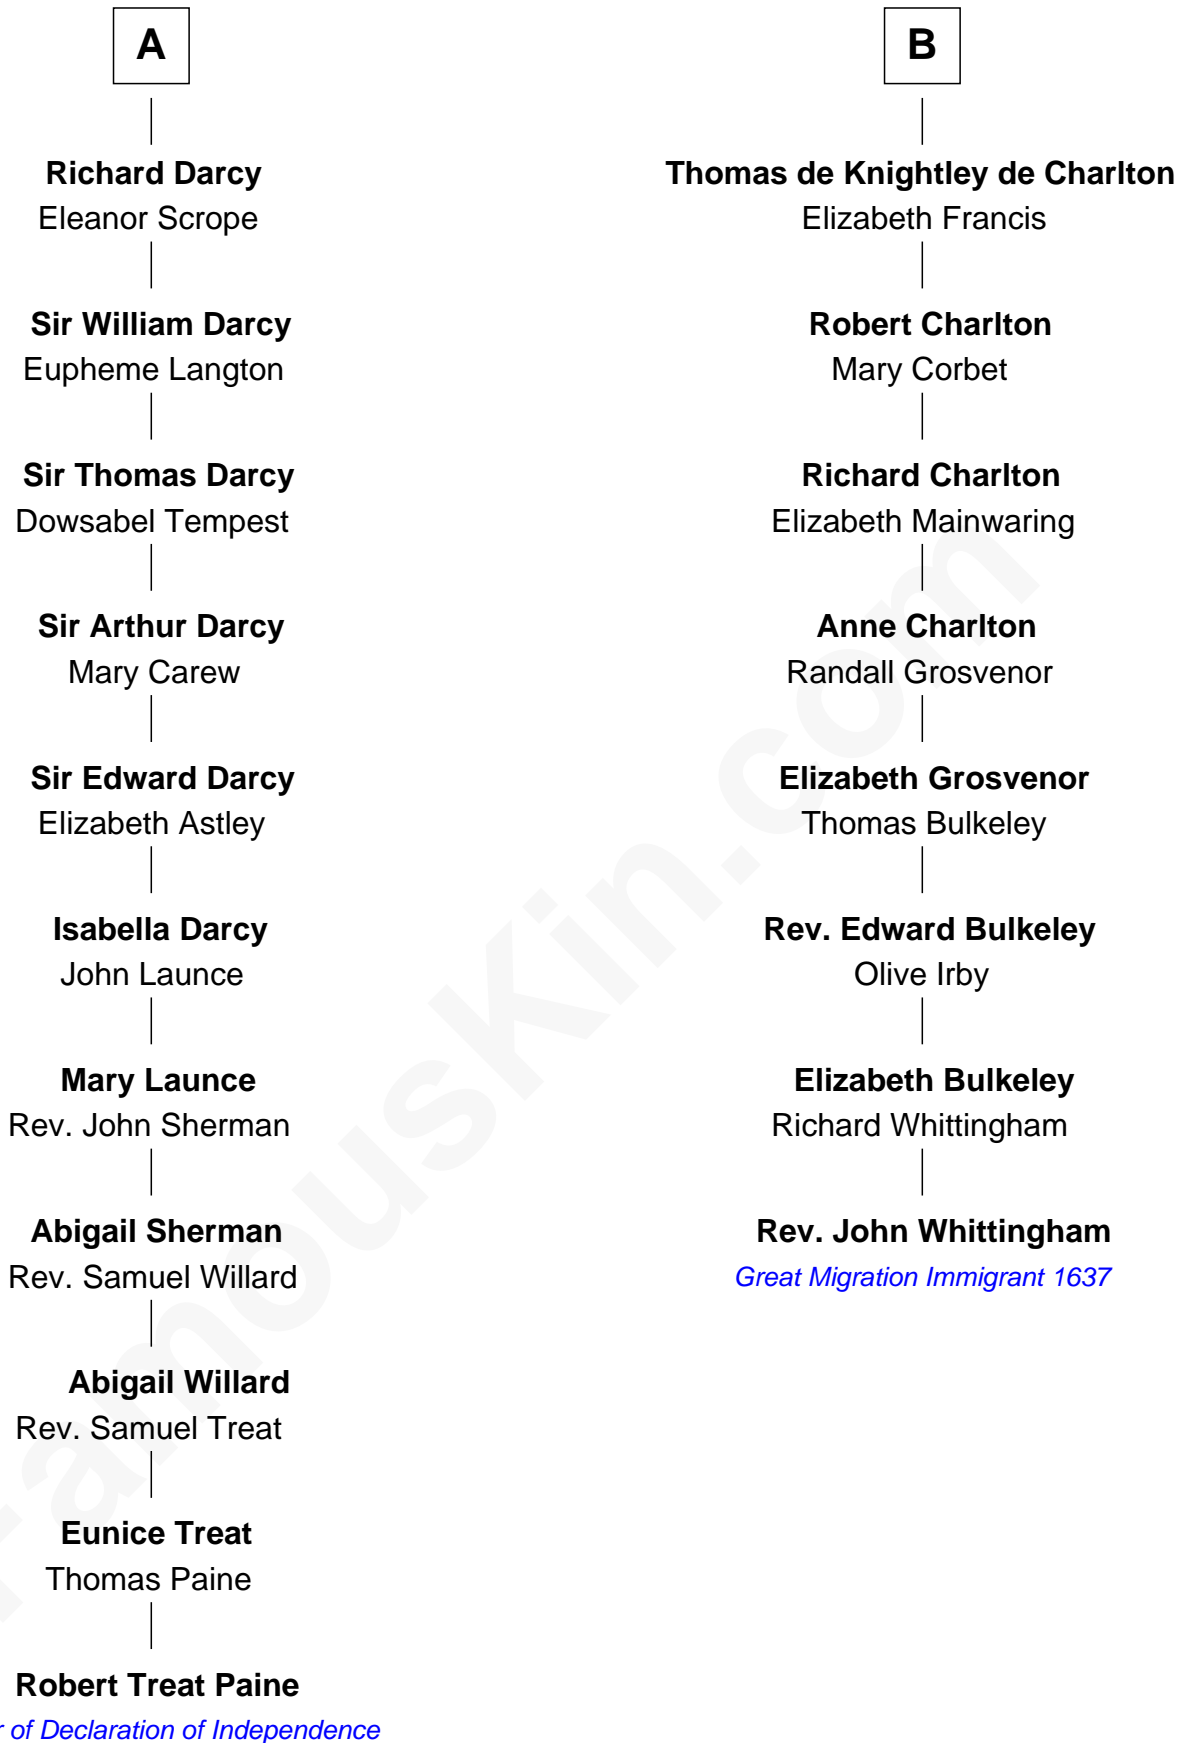 A
Richard Darcy
Eleanor Scrope
Sir William Darcy
Eupheme Langton
Sir Thomas Darcy
Dowsabel Tempest
Sir Arthur Darcy
Mary Carew
Sir Edward Darcy
Elizabeth Astley
Isabella Darcy
John Launce
Mary Launce
Rev. John Sherman
Abigail Sherman
Rev. Samuel Willard
Abigail Willard
Rev. Samuel Treat
Eunice Treat
Thomas Paine
Robert Treat Paine
r of Declaration of Independence
B
Thomas de Knightley de Charlton
Elizabeth Francis
Robert Charlton
Mary Corbet
Richard Charlton
Elizabeth Mainwaring
Anne Charlton
Randall Grosvenor
Elizabeth Grosvenor
Thomas Bulkeley
Rev. Edward Bulkeley
Olive Irby
Elizabeth Bulkeley
Richard Whittingham
Rev. John Whittingham
Great Migration Immigrant 1637
FamousKin.com